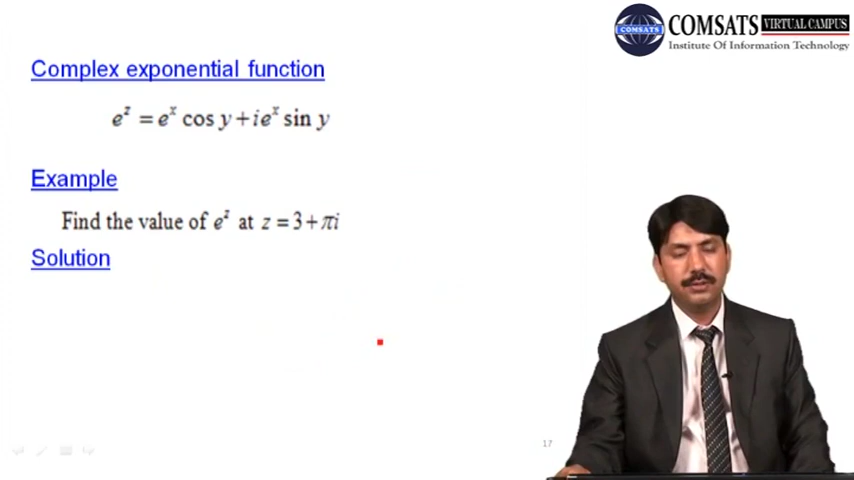 COMSATS VIRTUAL CAMPUS
Institute Of Information Technology
COMSATS
Complex exponential function
e^z = e^x cos y + ie^x sin y
Example
Find the value of e^z at z = 3 + πi
Solution
17